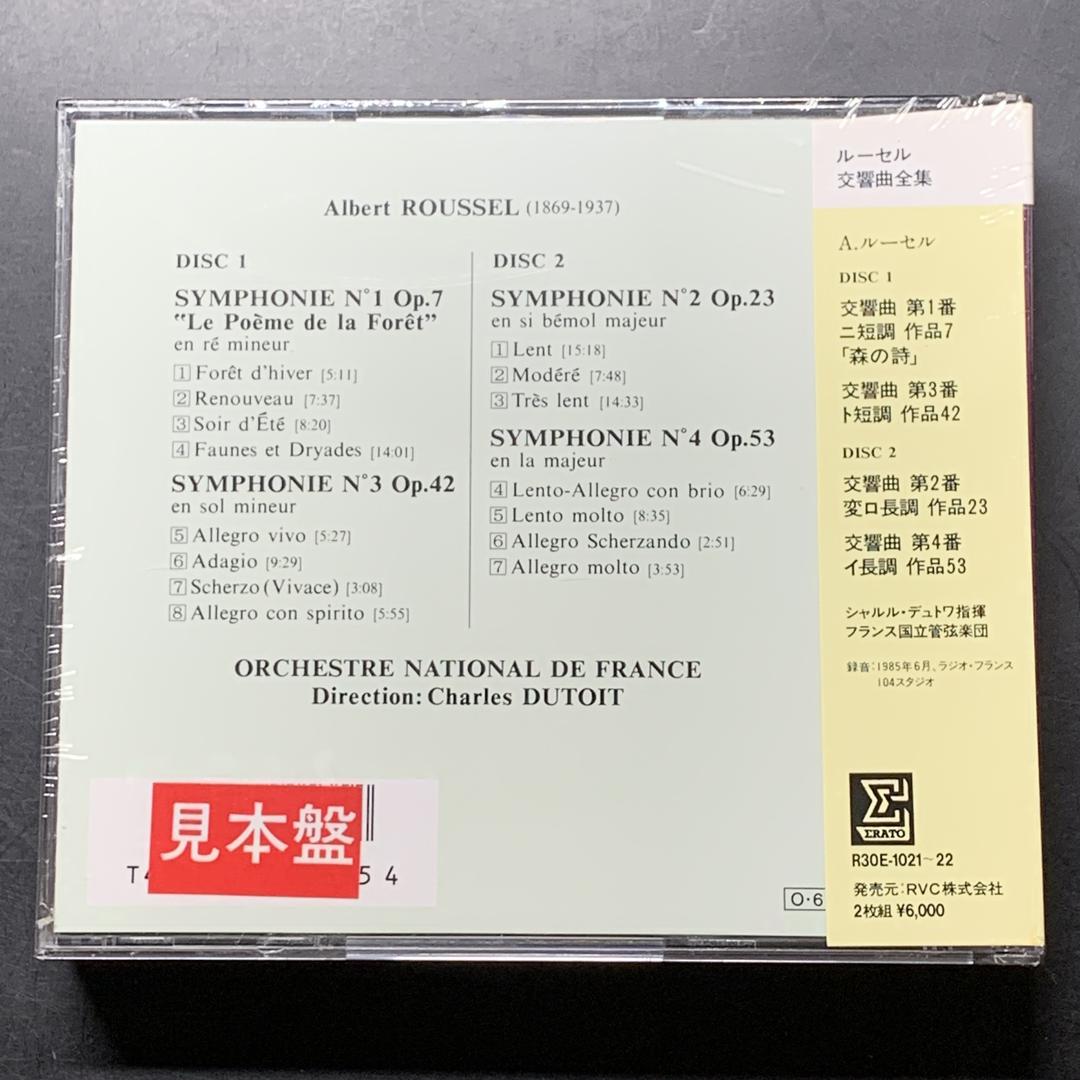 Albert ROUSSEL (1869-1937)
DISC 1
SYMPHONIE N°1 Op.7
"Le Poème de la Forêt"
en ré mineur
1 Forêt d'hiver [5:11]
2 Renouveau [7:37]
3 Soir d'Été [8:20]
4 Faunes et Dryades [14:01]
SYMPHONIE N°3 Op.42
en sol mineur
5 Allegro vivo [5:27]
6 Adagio [9:29]
7 Scherzo (Vivace) [3:08]
8 Allegro con spirito [5:55]
DISC 2
SYMPHONIE N°2 Op.23
en si bémol majeur
1 Lent [15:18]
2 Modéré [7:48]
3 Très lent [14:33]
SYMPHONIE N°4 Op.53
en la majeur
4 Lento-Allegro con brio [6:29]
5 Lento molto [8:35]
6 Allegro Scherzando [2:51]
7 Allegro molto [3:53]
ORCHESTRE NATIONAL DE FRANCE
Direction: Charles DUTOIT
見本盤
T4
54
O·6
ルーセル
交響曲全集
A.ルーセル
DISC 1
交響曲 第1番
ニ短調 作品7
「森の詩」
交響曲 第3番
ト短調 作品42
DISC 2
交響曲 第2番
変ロ長調 作品23
交響曲 第4番
イ長調 作品53
シャルル・デュトワ指揮
フランス国立管弦楽団
録音:1985年6月、ラジオ・フランス
104スタジオ
ERATO
R30E-1021~22
発売元:RVC株式会社
2枚組 ¥6,000